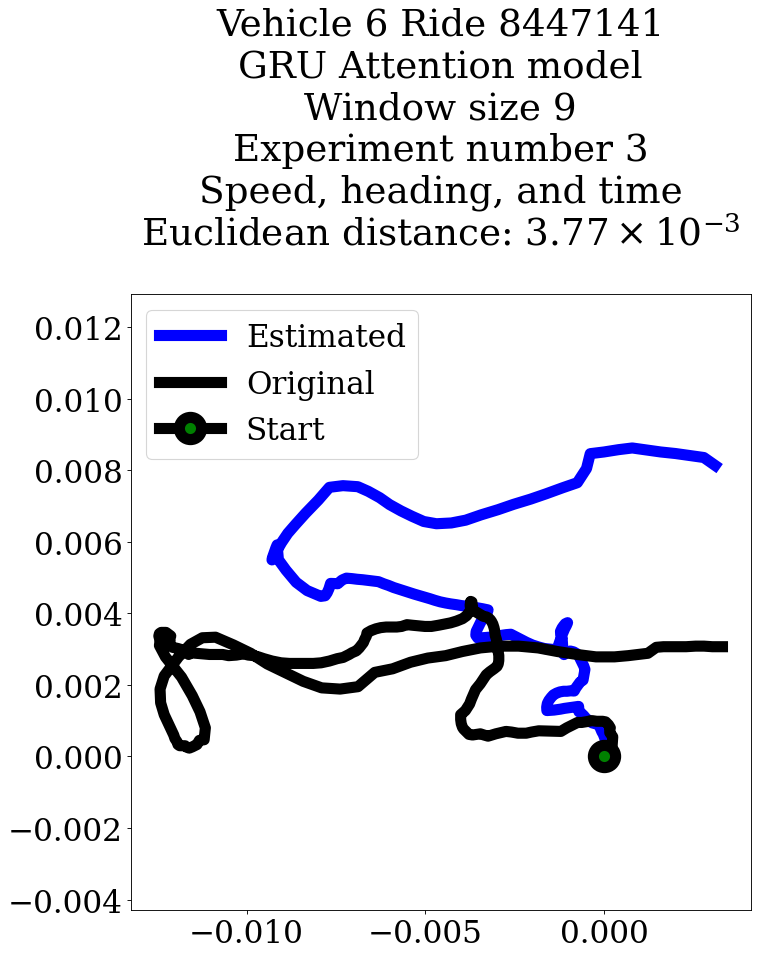 Vehicle 6 Ride 8447141
GRU Attention model
Window size 9
Experiment number 3
Speed, heading, and time
Euclidean distance: 3.77 × 10⁻³
Estimated
Original
Start
0.012
0.010
0.008
0.006
0.004
0.002
0.000
−0.002
−0.004
−0.010
−0.005
0.000